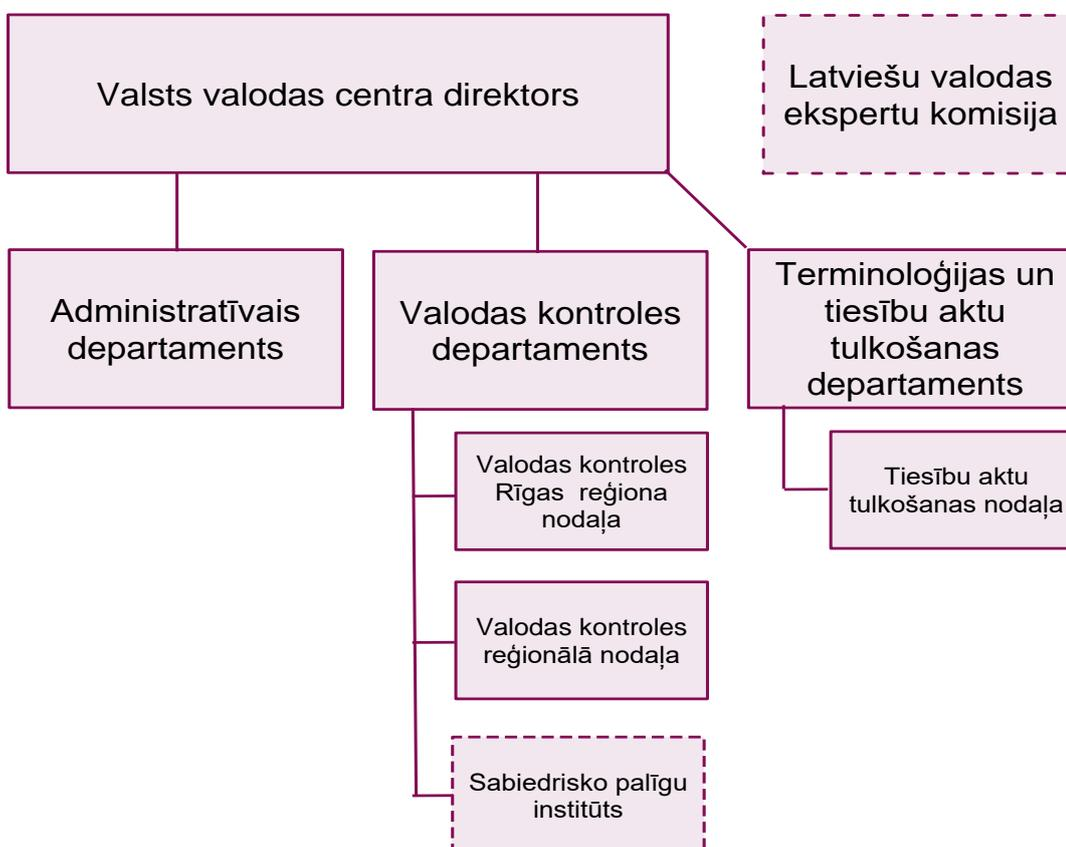 Valsts valodas centra direktors
Latviešu valodas
ekspertu komisija
Administratīvais
departaments
Valodas kontroles
departaments
Terminoloģijas un
tiesību aktu
tulkošanas
departaments
Valodas kontroles
Rīgas reģiona
nodaļa
Tiesību aktu
tulkošanas nodaļa
Valodas kontroles
reģionālā nodaļa
Sabiedrisko palīgu
institūts